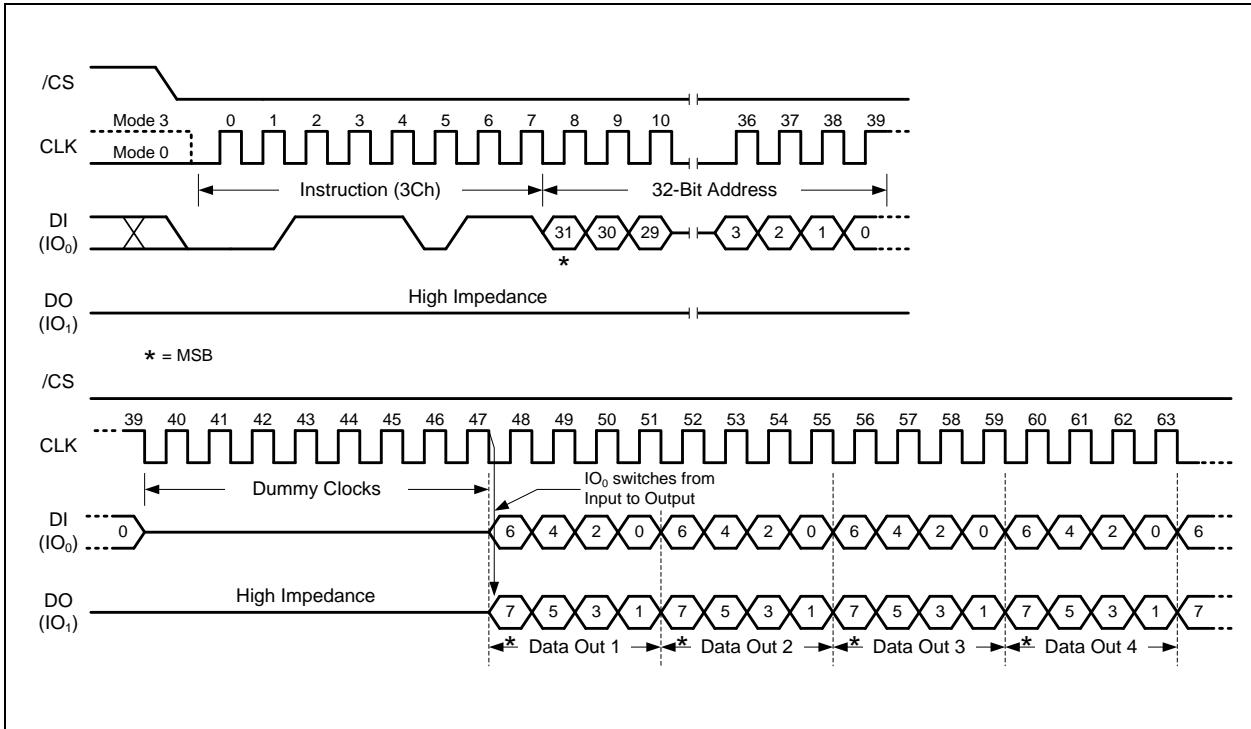 /CS
Mode 3 0 1 2 3 4 5 6 7 8 9 10 36 37 38 39
CLK
Mode 0
Instruction (3Ch) 32-Bit Address
DI
(IO₀)
31 30 29 3 2 1 0
*
DO
(IO₁)
High Impedance
* = MSB
/CS
39 40 41 42 43 44 45 46 47 48 49 50 51 52 53 54 55 56 57 58 59 60 61 62 63
CLK
Dummy Clocks
IO₀ switches from
Input to Output
DI
(IO₀)
0 6 4 2 0 6 4 2 0 6 4 2 0 6 4 2 0 6
DO
(IO₁)
High Impedance
7 5 3 1 7 5 3 1 7 5 3 1 7 5 3 1 7
* Data Out 1 * Data Out 2 * Data Out 3 * Data Out 4